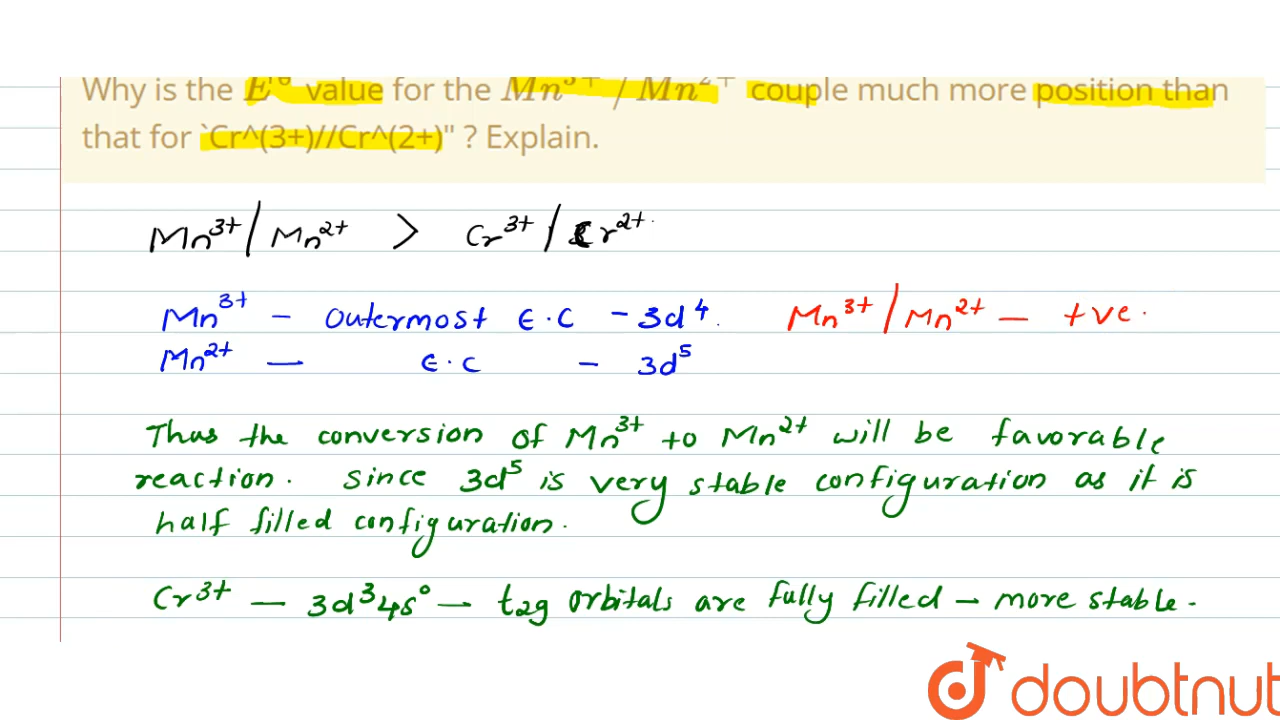 Why is the E°θ value for the Mn³⁺ / Mn²⁺ couple much more position than
that for `Cr^(3+)//Cr^(2+)" ? Explain.
Mn³⁺/Mn²⁺ > Cr³⁺/Cr²⁺
Mn³⁺ – outermost E.C – 3d⁴. Mn³⁺/Mn²⁺ – +ve.
Mn²⁺ – E.C – 3d⁵
Thus the conversion of Mn³⁺ to Mn²⁺ will be favorable
reaction. since 3d⁵ is very stable configuration as it is
half filled configuration.
Cr³⁺ – 3d³4s⁰ – t₂g orbitals are fully filled – more stable.
doubtnut